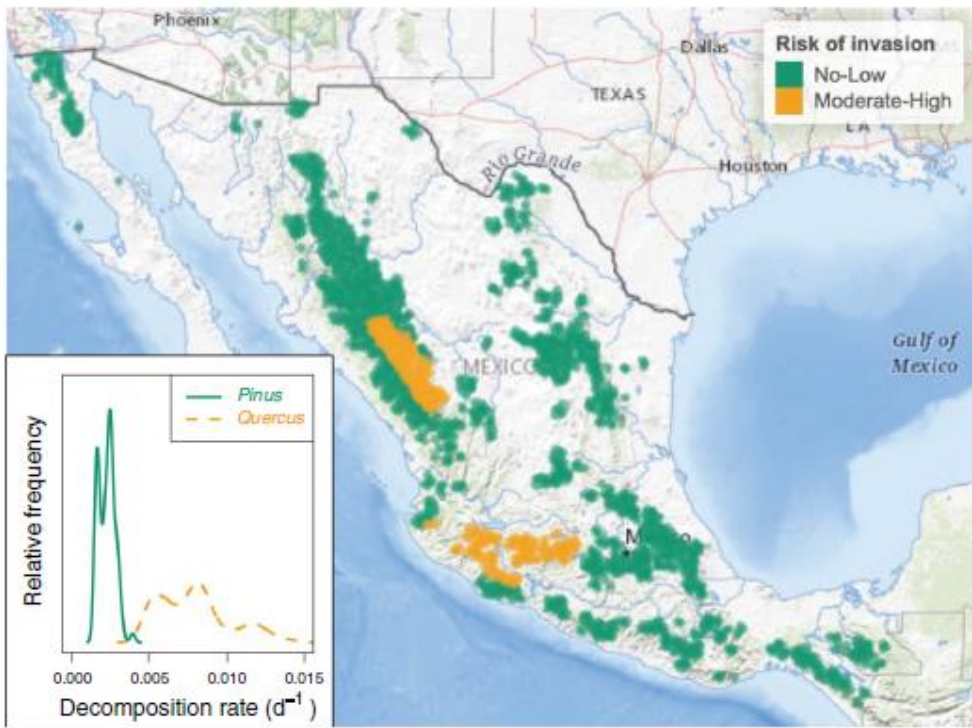 Phoenix
Dallas
Risk of invasion
No-Low
Moderate-High
TEXAS
LA
Houston
Rio Grande
MEXICO
Gulf of
Mexico
Pinus
Quercus
Relative frequency
0.000 0.005 0.010 0.015
Decomposition rate (d⁻¹ )